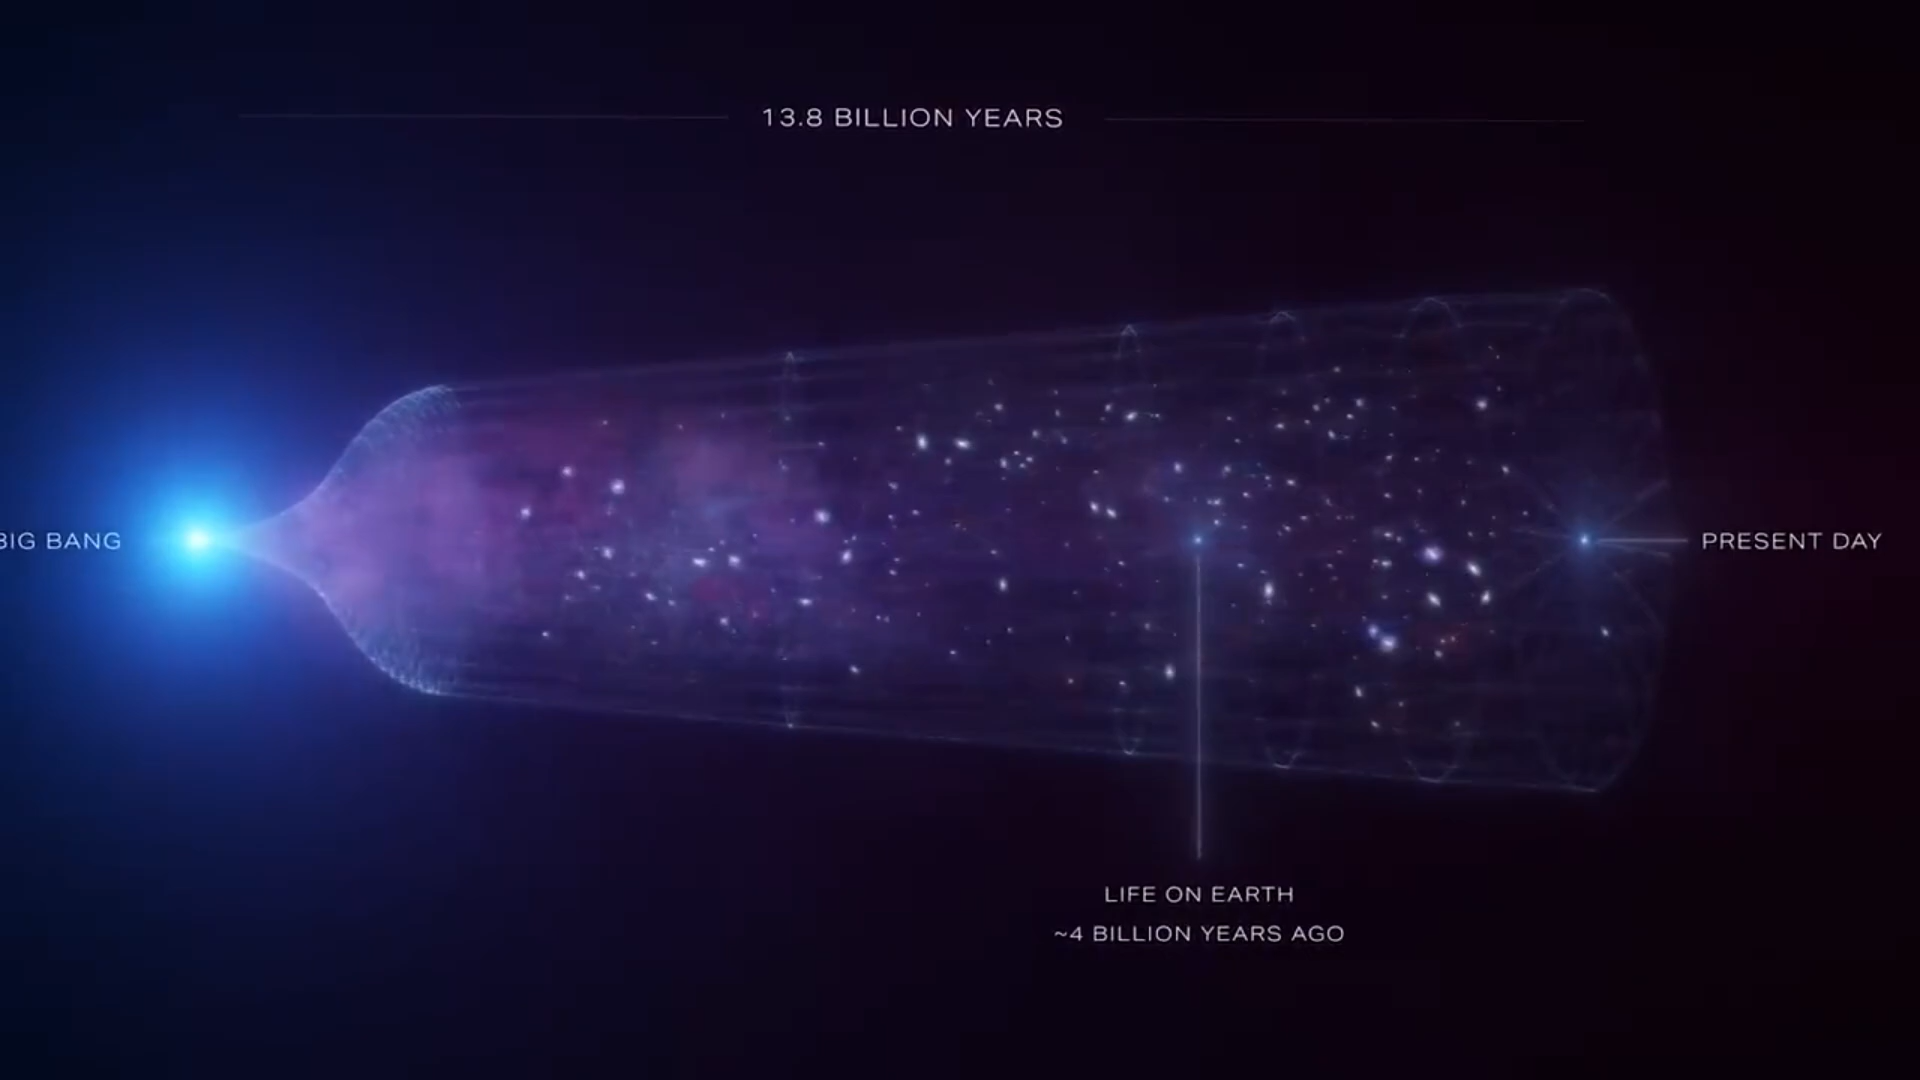 13.8 BILLION YEARS
BIG BANG
PRESENT DAY
LIFE ON EARTH
~4 BILLION YEARS AGO